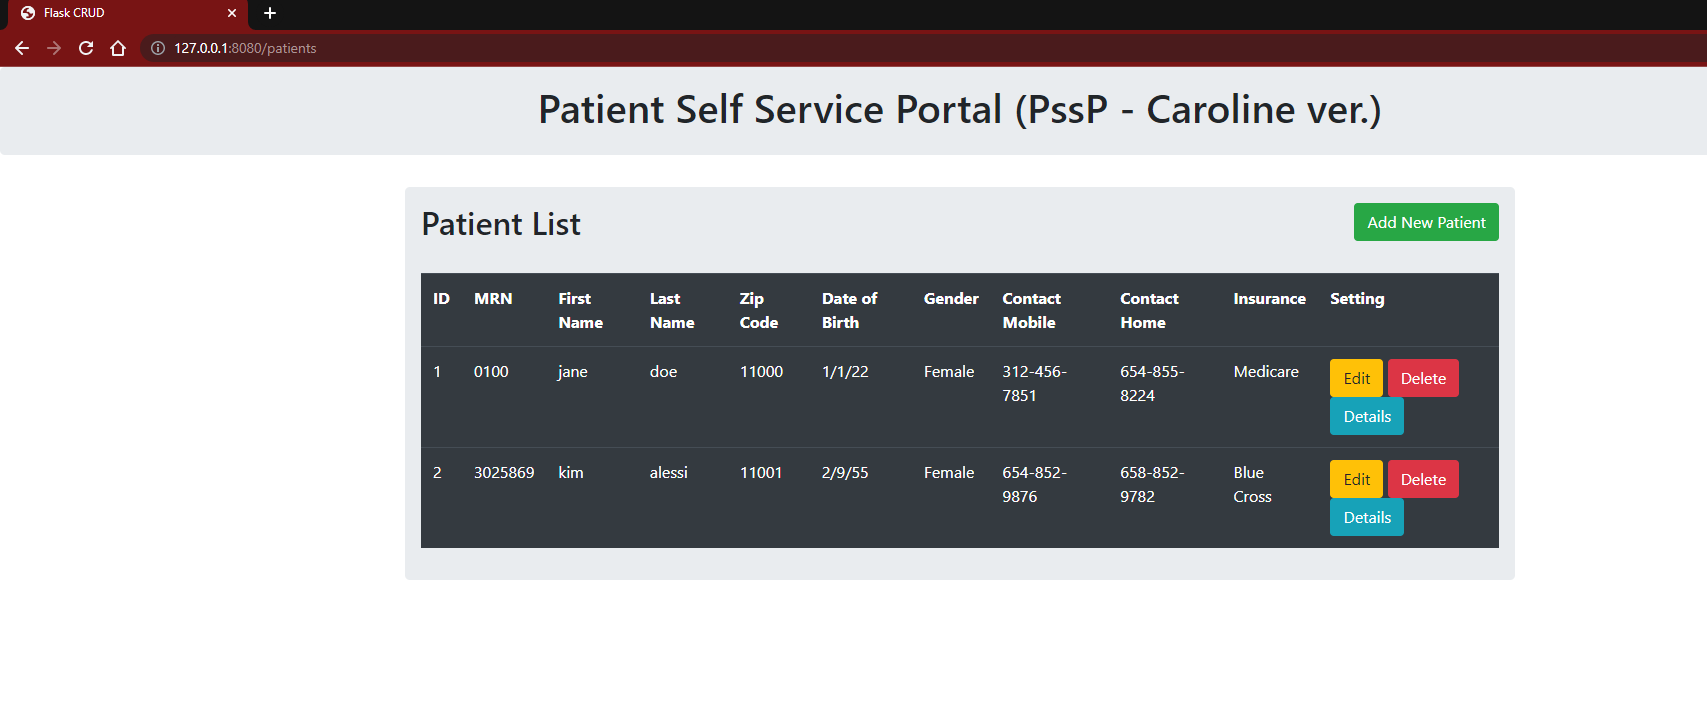 Flask CRUD
127.0.0.1:8080/patients
Patient Self Service Portal (PssP - Caroline ver.)
Patient List
Add New Patient
ID MRN First Name Last Name Zip Code Date of Birth Gender Contact Mobile Contact Home Insurance Setting
1 0100 jane doe 11000 1/1/22 Female 312-456-7851 654-855-8224 Medicare Edit Delete
Details
2 3025869 kim alessi 11001 2/9/55 Female 654-852-9876 658-852-9782 Blue Cross Edit Delete
Details